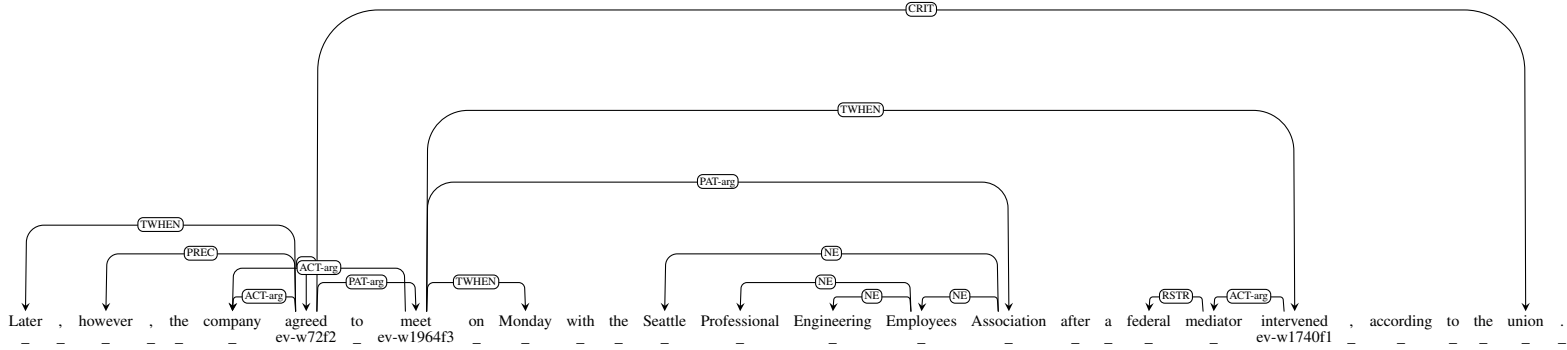 CRIT
TWHEN
PAT-arg
TWHEN
PREC NE
ACT-arg
PAT-arg TWHEN NE
ACT-arg NE NE RSTR ACT-arg
Later , however , the company agreed to meet on Monday with the Seattle Professional Engineering Employees Association after a federal mediator intervened , according to the union .
_ _ _ _ _ _ ev-w72f2 _ ev-w1964f3 _ _ _ _ _ _ _ _ _ _ _ _ _ ev-w1740f1 _ _ _ _ _ _